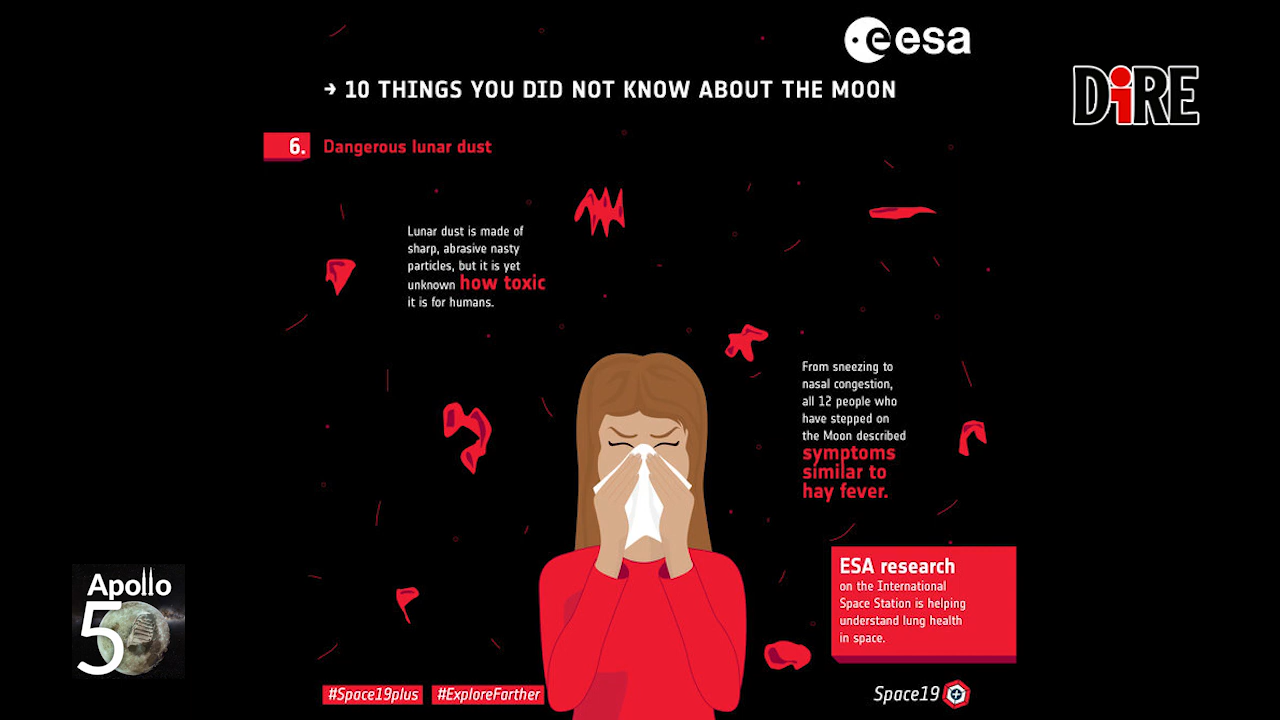 esa
→ 10 THINGS YOU DID NOT KNOW ABOUT THE MOON
DiRE
6. Dangerous lunar dust
Lunar dust is made of
sharp, abrasive nasty
particles, but it is yet
unknown how toxic
it is for humans.
From sneezing to
nasal congestion,
all 12 people who
have stepped on
the Moon described
symptoms
similar to
hay fever.
ESA research
on the International
Space Station is helping
understand lung health
in space.
Apollo
50
#Space19plus #ExploreFarther
Space19